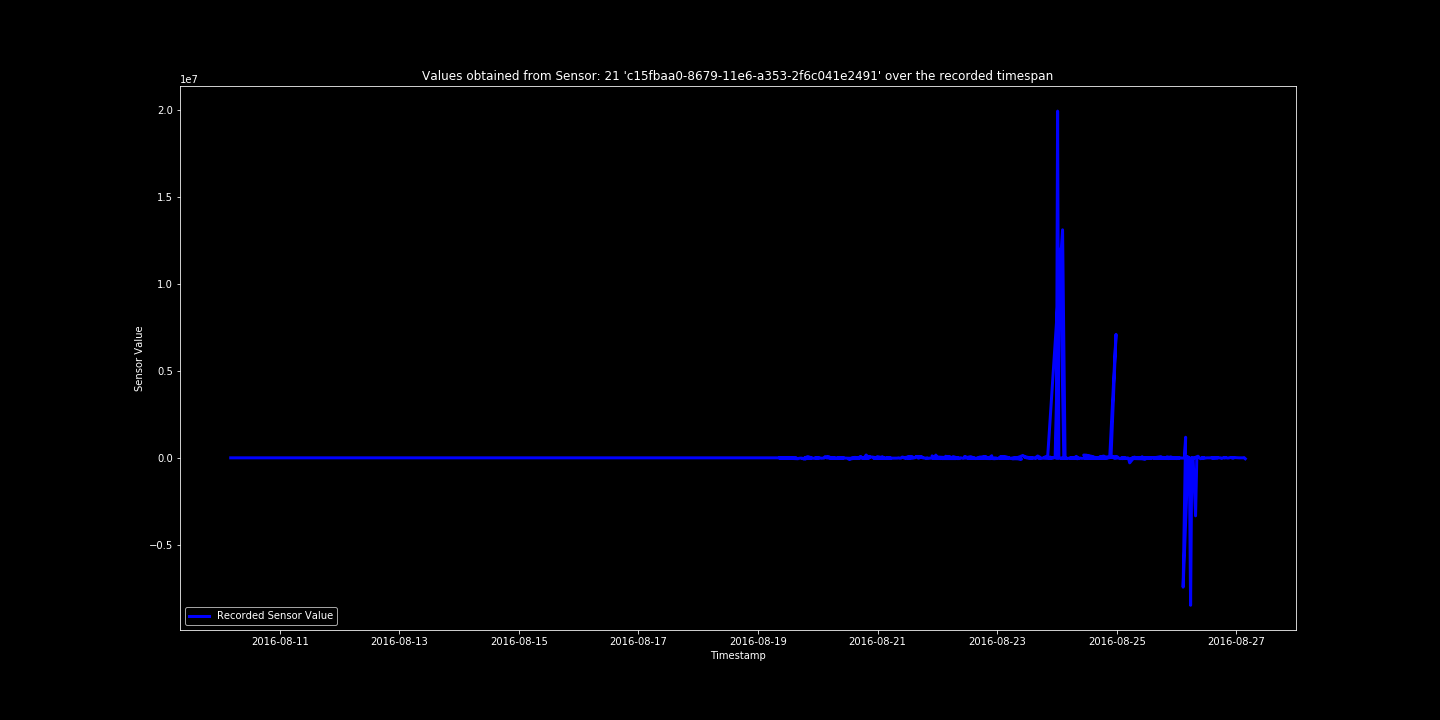 Values obtained from Sensor: 21 'c15fbaa0-8679-11e6-a353-2f6c041e2491' over the recorded timespan
1e7
2.0
1.5
1.0
0.5
0.0
−0.5
Sensor Value
Recorded Sensor Value
2016-08-11 2016-08-13 2016-08-15 2016-08-17 2016-08-19 2016-08-21 2016-08-23 2016-08-25 2016-08-27
Timestamp